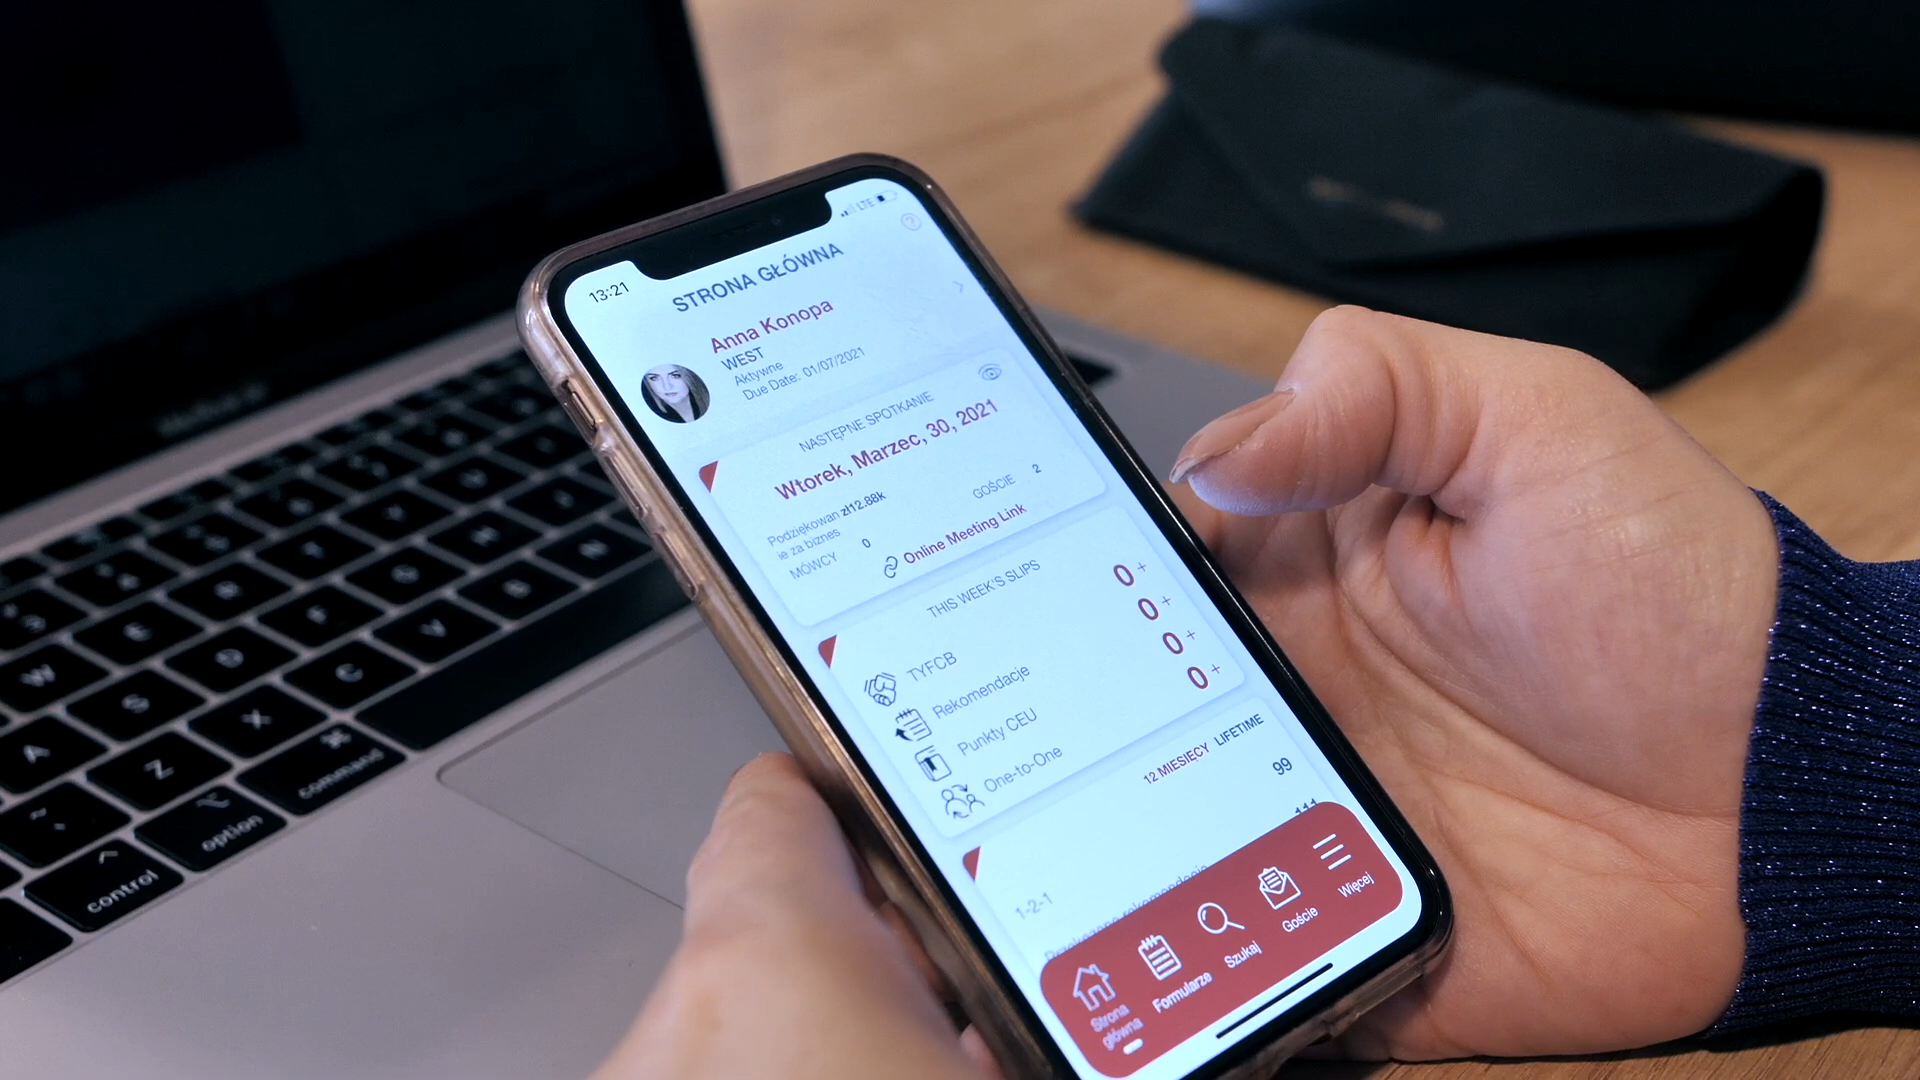 13:21
LTE
STRONA GŁÓWNA
?
Anna Konopa
WEST
Aktywne
Due Date: 01/07/2021
NASTĘPNE SPOTKANIE
Wtorek, Marzec, 30, 2021
Podziękowan zł12.88k
ie za biznes
GOŚCIE 2
MÓWCY 0
Online Meeting Link
THIS WEEK'S SLIPS
TYFCB 0 +
Rekomendacje 0 +
Punkty CEU 0 +
One-to-One 0 +
12 MIESIĘCY LIFETIME
1-2-1 99
111
Strona
główna
Formularze
Szukaj
Goście
Więcej
W
E
A
Z
X
C
V
F
D
N
control
option
command